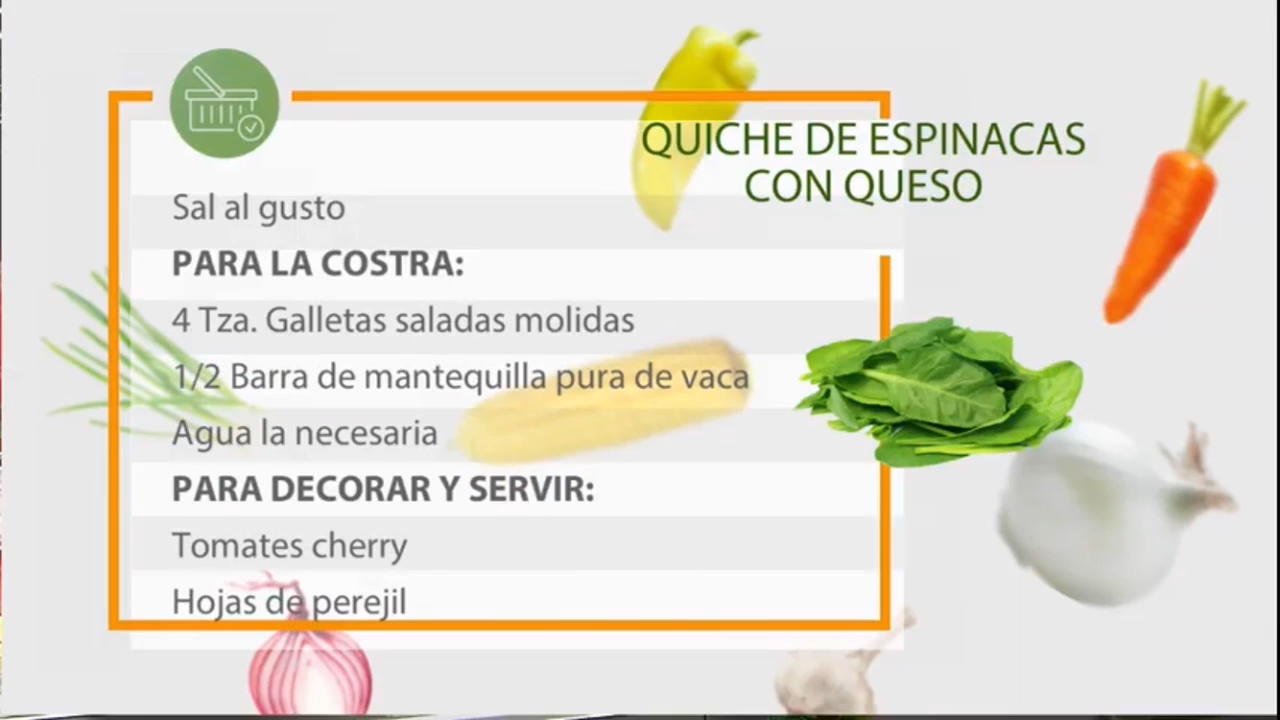 QUICHE DE ESPINACAS
CON QUESO
Sal al gusto
PARA LA COSTRA:
4 Tza. Galletas saladas molidas
1/2 Barra de mantequilla pura de vaca
Agua la necesaria
PARA DECORAR Y SERVIR:
Tomates cherry
Hojas de perejil